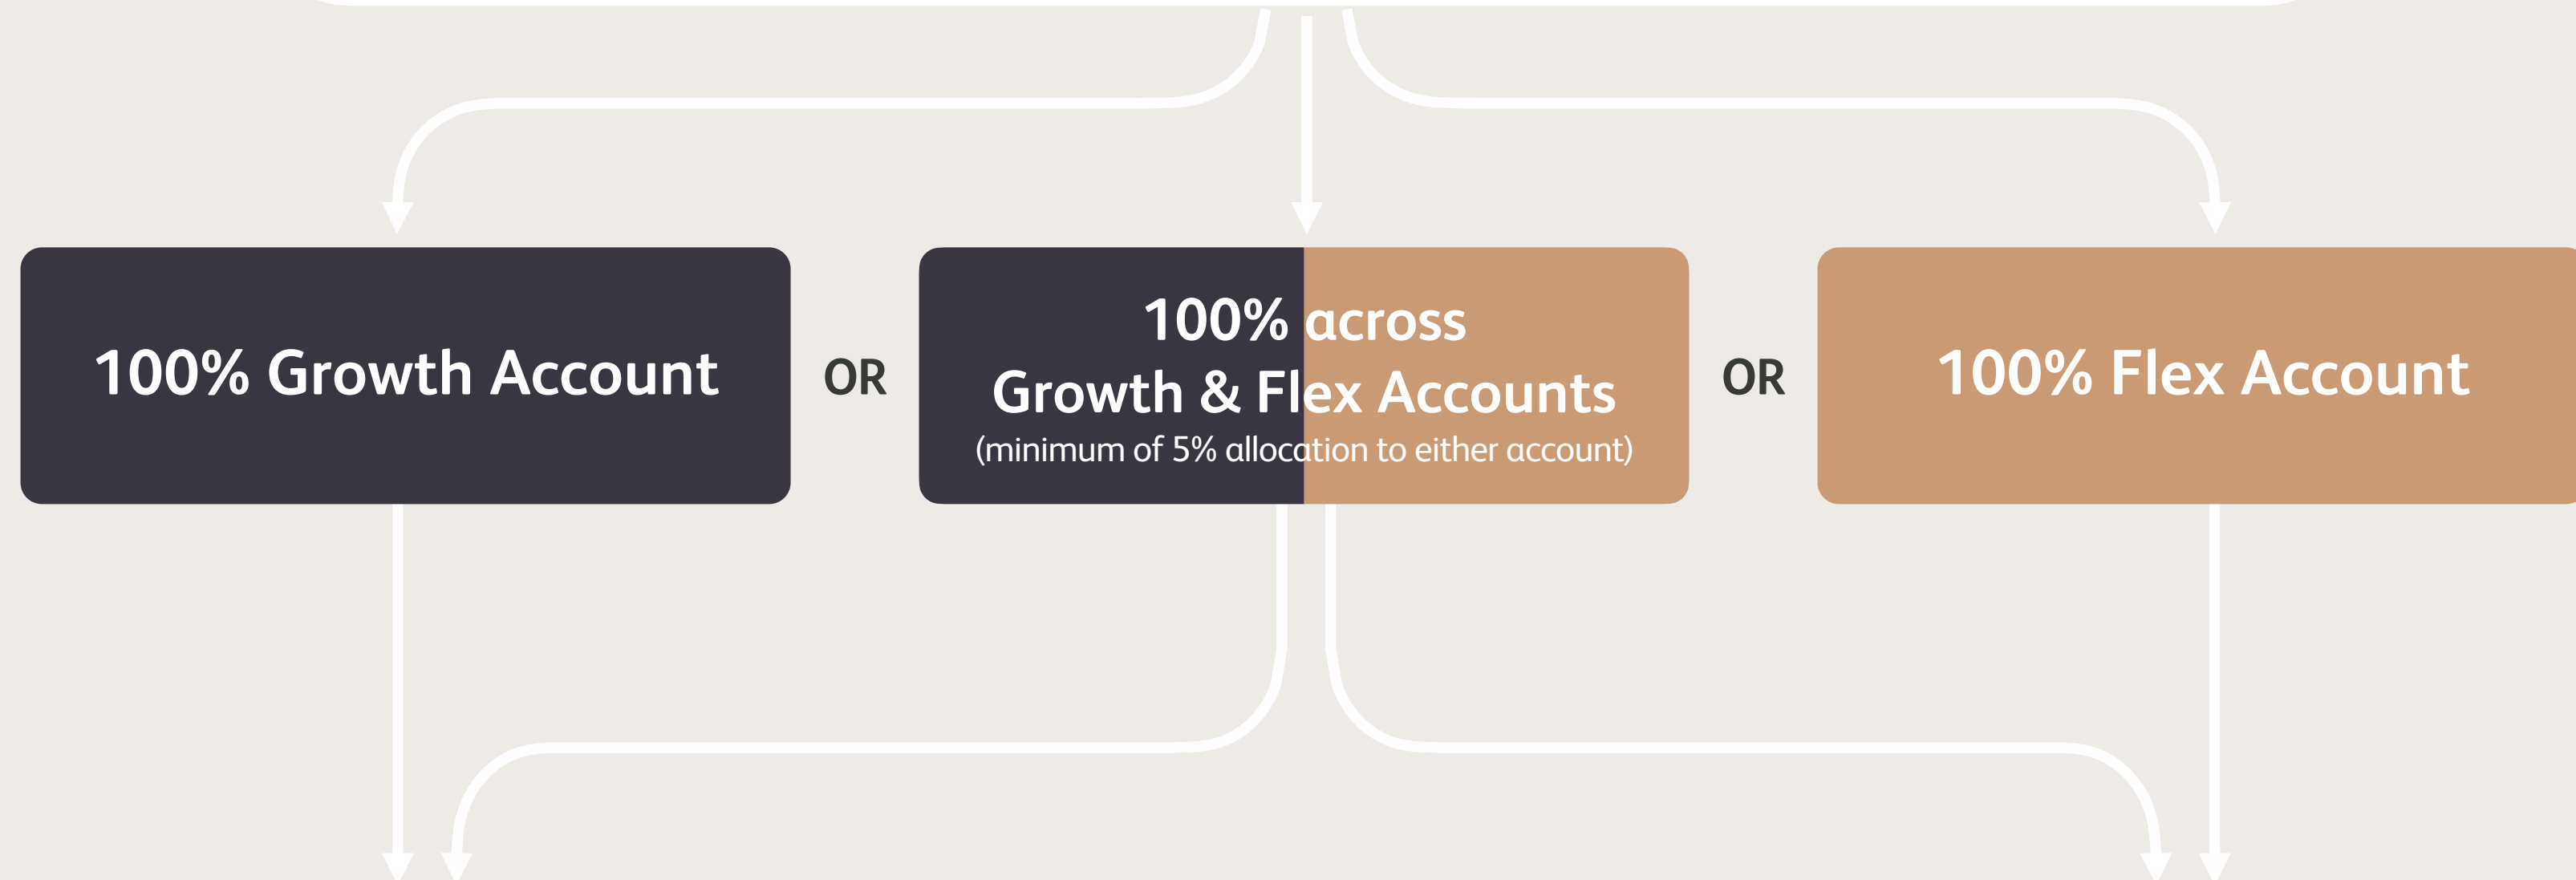 100% Growth Account
OR
100% across
Growth & Flex Accounts
(minimum of 5% allocation to either account)
OR
100% Flex Account